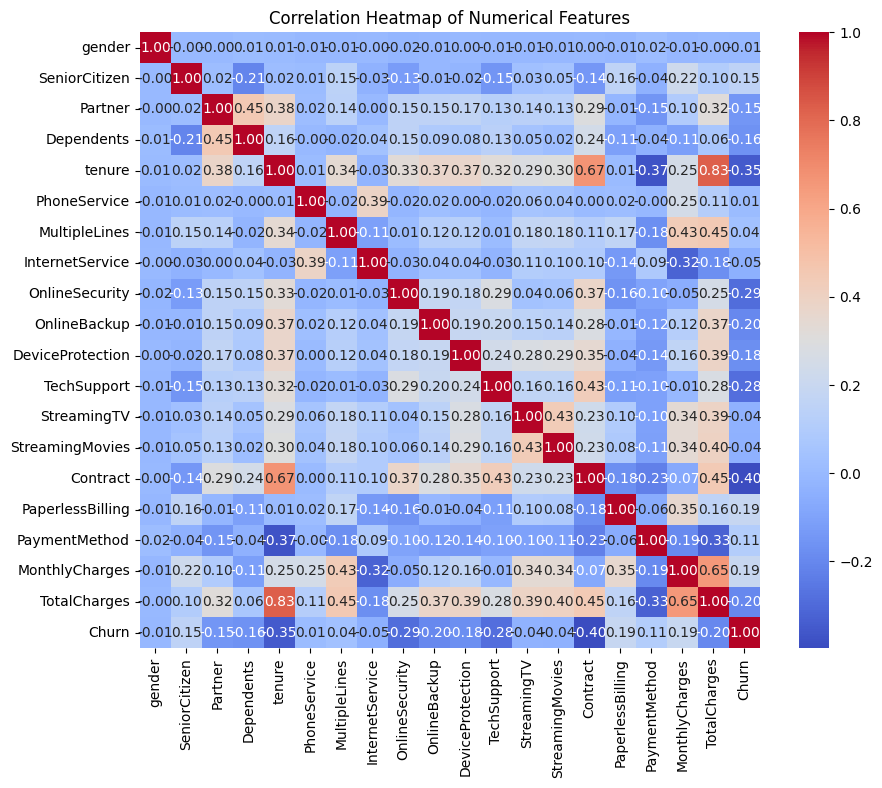 Correlation Heatmap of Numerical Features
gender 1.00 -0.00 -0.00 0.01 0.01 -0.01 -0.01 -0.00 -0.02 -0.01 0.00 -0.01 -0.01 -0.01 0.00 -0.01 0.02 -0.01 -0.00 -0.01
SeniorCitizen -0.00 1.00 0.02 -0.21 0.02 0.01 0.15 -0.03 -0.13 -0.01 -0.02 -0.15 0.03 0.05 -0.14 0.16 -0.04 0.22 0.10 0.15
Partner -0.00 0.02 1.00 0.45 0.38 0.02 0.14 0.00 0.15 0.15 0.17 0.13 0.14 0.13 0.29 -0.01 -0.15 0.10 0.32 -0.15
Dependents 0.01 -0.21 0.45 1.00 0.16 -0.00 -0.02 0.04 0.15 0.09 0.08 0.13 0.05 0.02 0.24 -0.11 -0.04 -0.11 0.06 -0.16
tenure 0.01 0.02 0.38 0.16 1.00 0.01 0.34 -0.03 0.33 0.37 0.37 0.32 0.29 0.30 0.67 0.01 -0.37 0.25 0.83 -0.35
PhoneService -0.01 0.01 0.02 -0.00 0.01 1.00 -0.02 0.39 -0.02 0.02 0.00 -0.02 0.06 0.04 0.00 0.02 -0.00 0.25 0.11 0.01
MultipleLines -0.01 0.15 0.14 -0.02 0.34 -0.02 1.00 -0.11 0.01 0.12 0.12 0.01 0.18 0.18 0.11 0.17 -0.18 0.43 0.45 0.04
InternetService -0.00 -0.03 0.00 0.04 -0.03 0.39 -0.11 1.00 -0.03 0.04 0.04 -0.03 0.11 0.10 0.10 -0.14 0.09 -0.32 -0.18 -0.05
OnlineSecurity -0.02 -0.13 0.15 0.15 0.33 -0.02 0.01 -0.03 1.00 0.19 0.18 0.29 0.04 0.06 0.37 -0.16 -0.10 -0.05 0.25 -0.29
OnlineBackup -0.01 -0.01 0.15 0.09 0.37 0.02 0.12 0.04 0.19 1.00 0.19 0.20 0.15 0.14 0.28 -0.01 -0.12 0.12 0.37 -0.20
DeviceProtection 0.00 -0.02 0.17 0.08 0.37 0.00 0.12 0.04 0.18 0.19 1.00 0.24 0.28 0.29 0.35 -0.04 -0.14 0.16 0.39 -0.18
TechSupport -0.01 -0.15 0.13 0.13 0.32 -0.02 0.01 -0.03 0.29 0.20 0.24 1.00 0.16 0.16 0.43 -0.11 -0.10 -0.01 0.28 -0.28
StreamingTV -0.01 0.03 0.14 0.05 0.29 0.06 0.18 0.11 0.04 0.15 0.28 0.16 1.00 0.43 0.23 0.10 -0.10 0.34 0.39 -0.04
StreamingMovies -0.01 0.05 0.13 0.02 0.30 0.04 0.18 0.10 0.06 0.14 0.29 0.16 0.43 1.00 0.23 0.08 -0.11 0.34 0.40 -0.04
Contract 0.00 -0.14 0.29 0.24 0.67 0.00 0.11 0.10 0.37 0.28 0.35 0.43 0.23 0.23 1.00 -0.18 -0.23 -0.07 0.45 -0.40
PaperlessBilling -0.01 0.16 -0.01 -0.11 0.01 0.02 0.17 -0.14 -0.16 -0.01 -0.04 -0.11 0.10 0.08 -0.18 1.00 -0.06 0.35 0.16 0.19
PaymentMethod 0.02 -0.04 -0.15 -0.04 -0.37 -0.00 -0.18 0.09 -0.10 -0.12 -0.14 -0.10 -0.10 -0.11 -0.23 -0.06 1.00 -0.19 -0.33 0.11
MonthlyCharges -0.01 0.22 0.10 -0.11 0.25 0.25 0.43 -0.32 -0.05 0.12 0.16 -0.01 0.34 0.34 -0.07 0.35 -0.19 1.00 0.65 0.19
TotalCharges -0.00 0.10 0.32 0.06 0.83 0.11 0.45 -0.18 0.25 0.37 0.39 0.28 0.39 0.40 0.45 0.16 -0.33 0.65 1.00 -0.20
Churn -0.01 0.15 -0.15 -0.16 -0.35 0.01 0.04 -0.05 -0.29 -0.20 -0.18 -0.28 -0.04 -0.04 -0.40 0.19 0.11 0.19 -0.20 1.00
gender
SeniorCitizen
Partner
Dependents
tenure
PhoneService
MultipleLines
InternetService
OnlineSecurity
OnlineBackup
DeviceProtection
TechSupport
StreamingTV
StreamingMovies
Contract
PaperlessBilling
PaymentMethod
MonthlyCharges
TotalCharges
Churn
1.0
0.8
0.6
0.4
0.2
0.0
−0.2